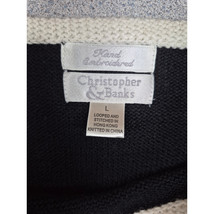 Hand
Embroidered
Christopher
& Banks
L
LOOPED AND
STITCHED IN
HONG KONG
KNITTED IN CHINA